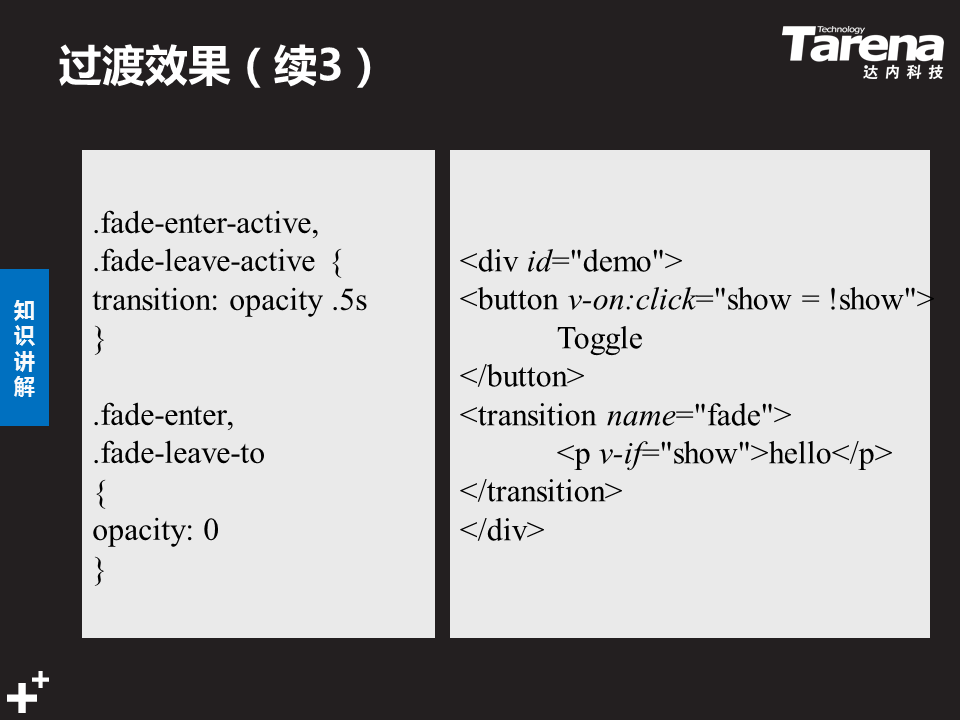 过渡效果（续3）
Technology
Tarena
达内科技
知识讲解
.fade-enter-active,
.fade-leave-active {
transition: opacity .5s
}
.fade-enter,
.fade-leave-to
{
opacity: 0
}
<div id="demo">
<button v-on:click="show = !show">
Toggle
</button>
<transition name="fade">
<p v-if="show">hello</p>
</transition>
</div>